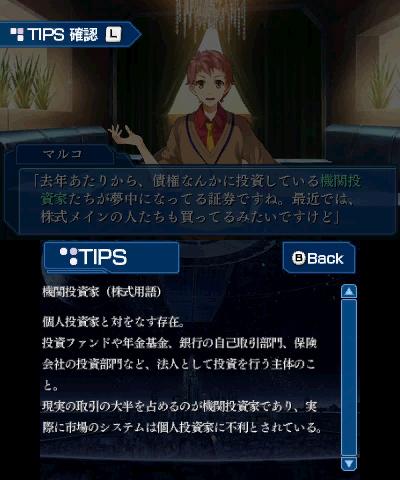 TIPS 確認 L
マルコ
「去年あたりから、債権なんかに投資している機関投
資家たちが夢中になってる証券ですね。最近では、
株式メインの人たちも買ってるみたいですけど」
TIPS
B Back
機関投資家（株式用語）
個人投資家と対をなす存在。
投資ファンドや年金基金、銀行の自己取引部門、保険
会社の投資部門など、法人として投資を行う主体のこ
と。
現実の取引の大半を占めるのが機関投資家であり、実
際に市場のシステムは個人投資家に不利とされている。